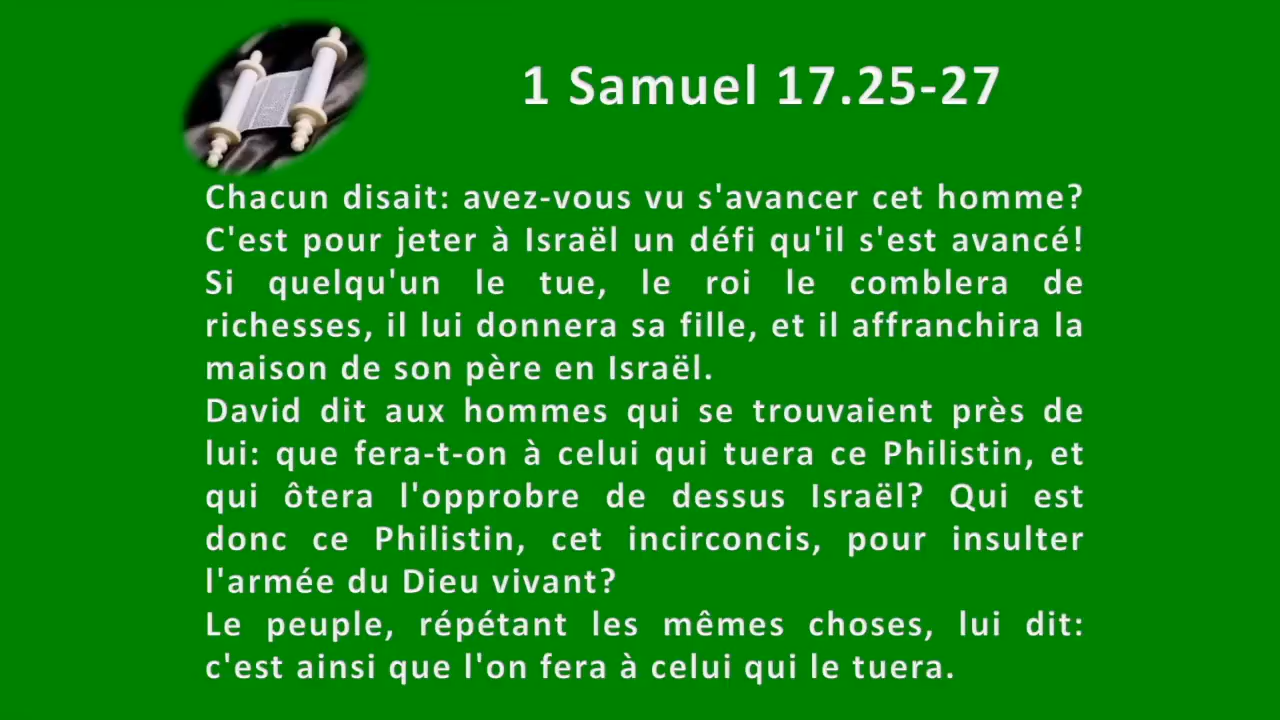 1 Samuel 17.25-27
Chacun disait: avez-vous vu s'avancer cet homme?
C'est pour jeter à Israël un défi qu'il s'est avancé!
Si quelqu'un le tue, le roi le comblera de
richesses, il lui donnera sa fille, et il affranchira la
maison de son père en Israël.
David dit aux hommes qui se trouvaient près de
lui: que fera-t-on à celui qui tuera ce Philistin, et
qui ôtera l'opprobre de dessus Israël? Qui est
donc ce Philistin, cet incirconcis, pour insulter
l'armée du Dieu vivant?
Le peuple, répétant les mêmes choses, lui dit:
c'est ainsi que l'on fera à celui qui le tuera.